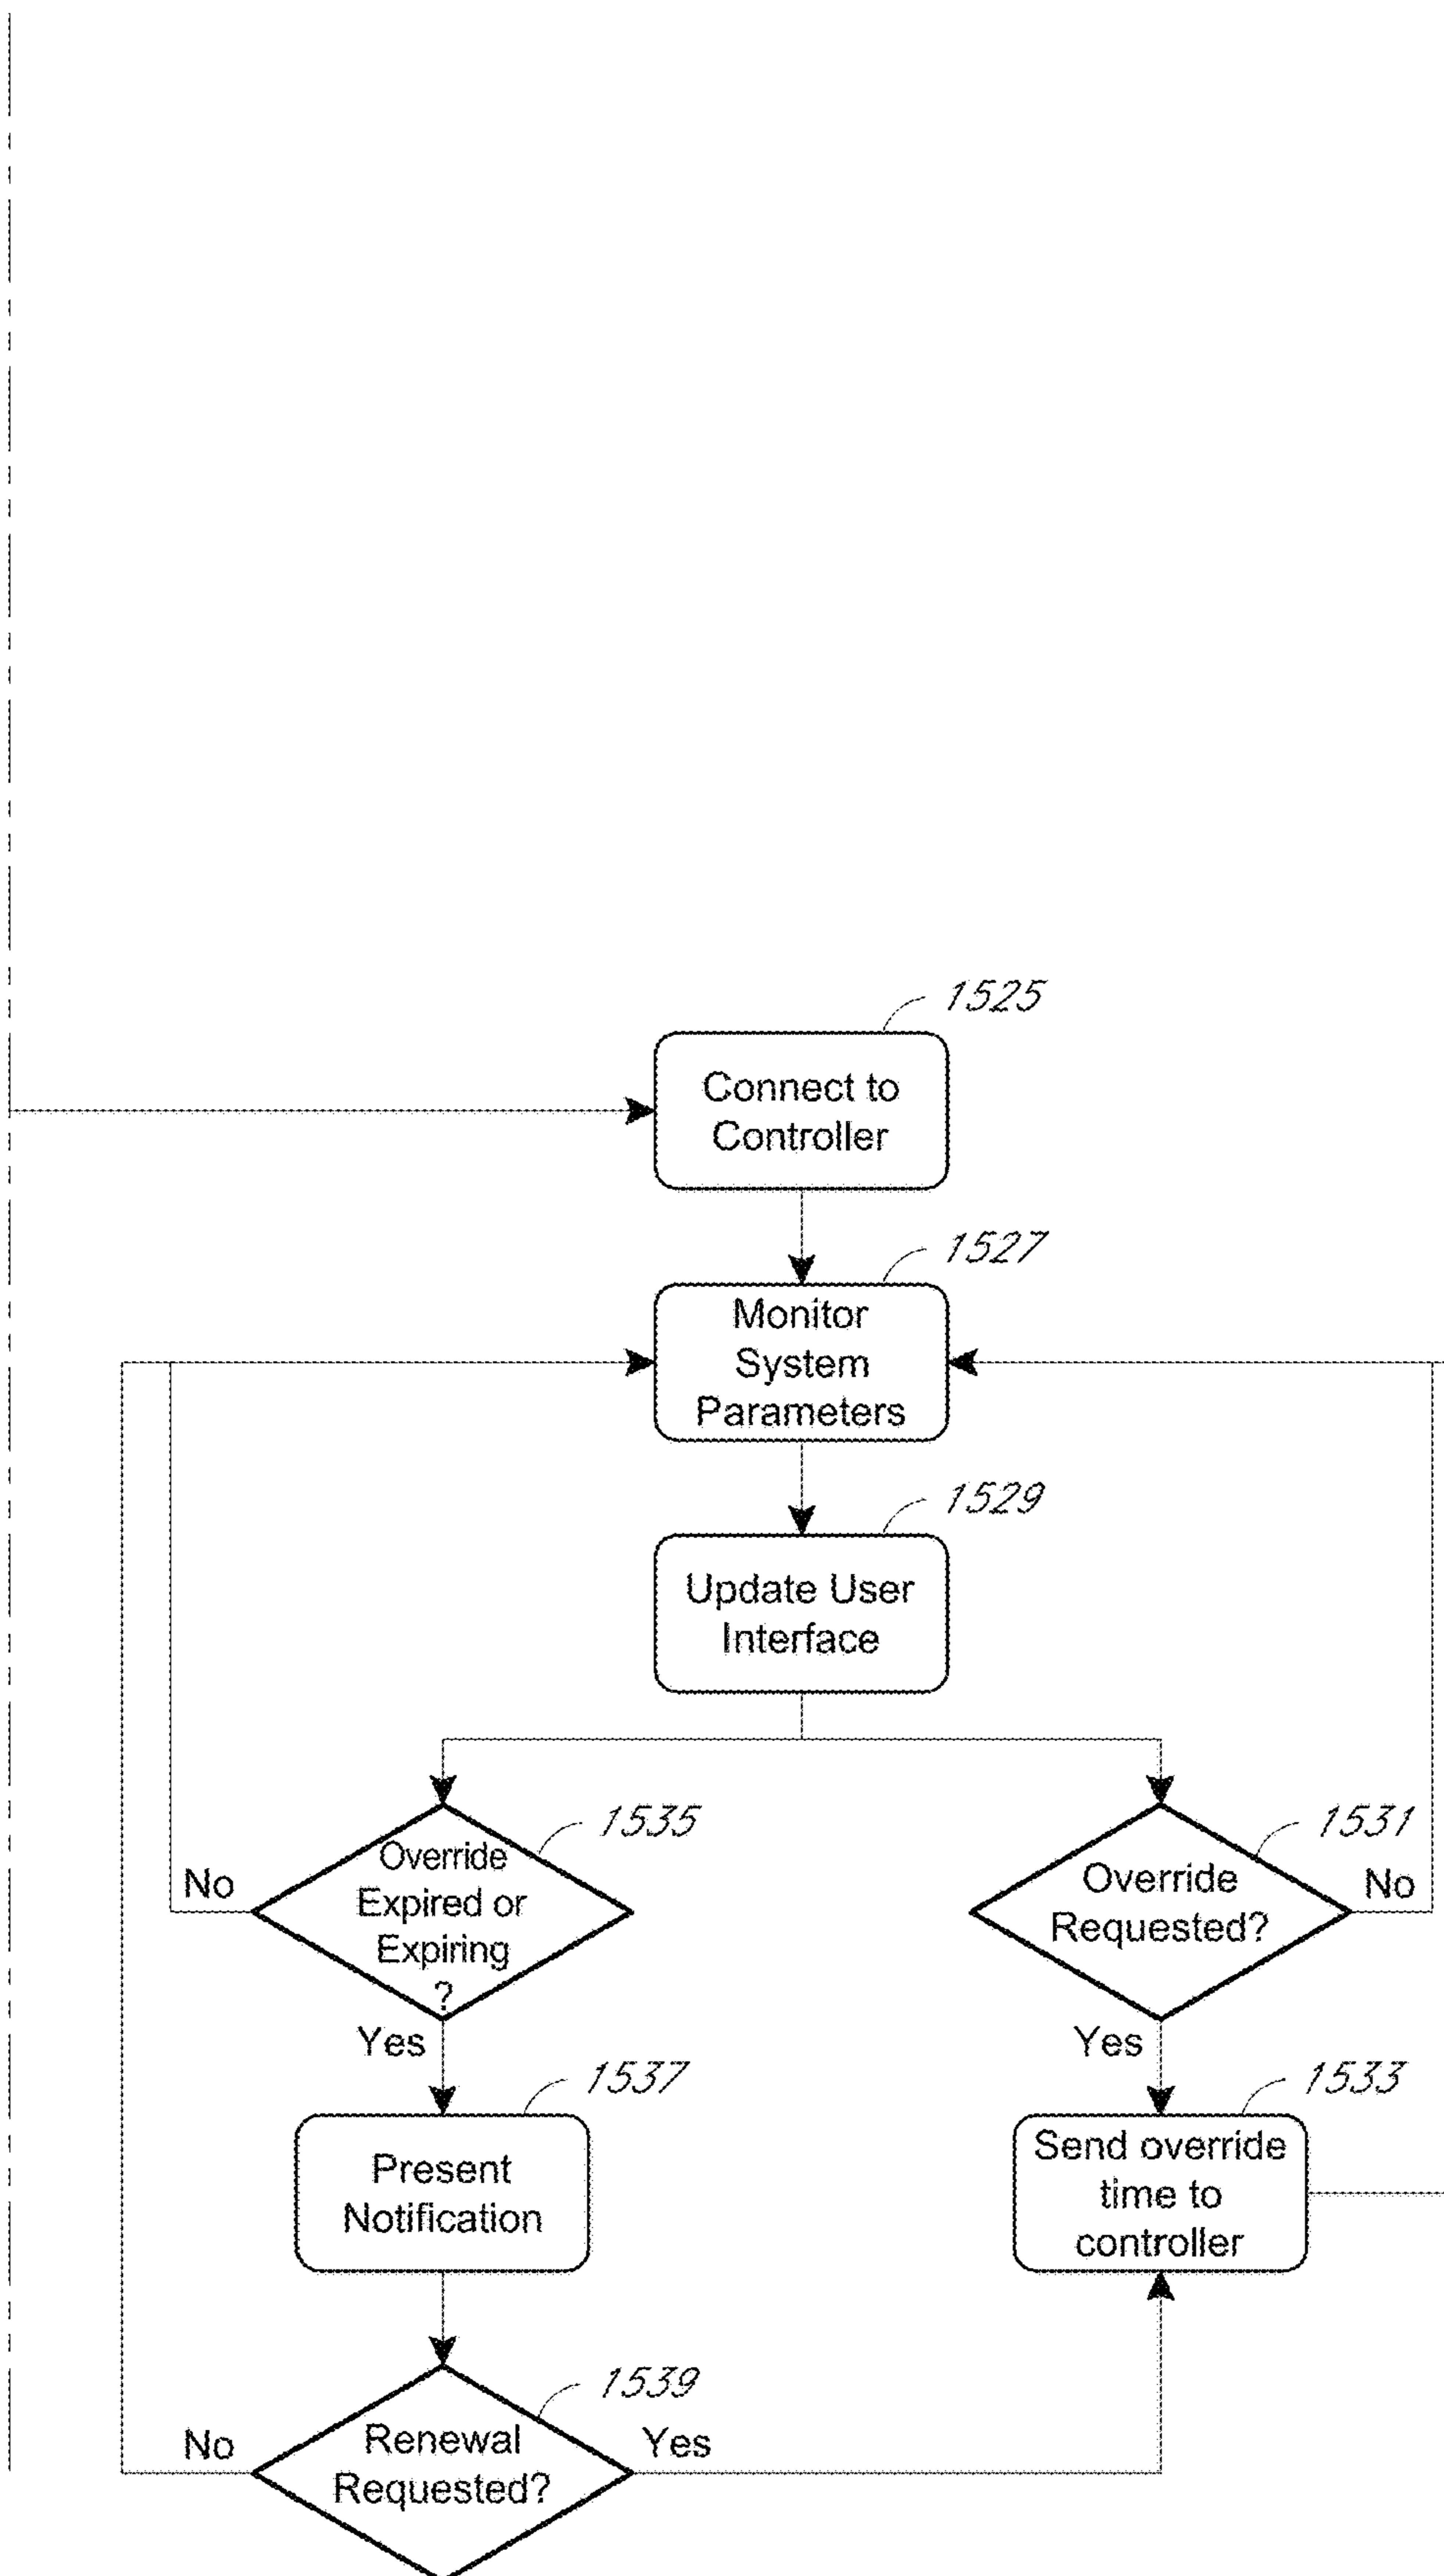 1525
Connect to
Controller
1527
Monitor
System
Parameters
1529
Update User
Interface
1535
Override
Expired or
Expiring
?
No
Yes
1531
Override
Requested?
No
Yes
1537
Present
Notification
1533
Send override
time to
controller
1539
Renewal
Requested?
No
Yes